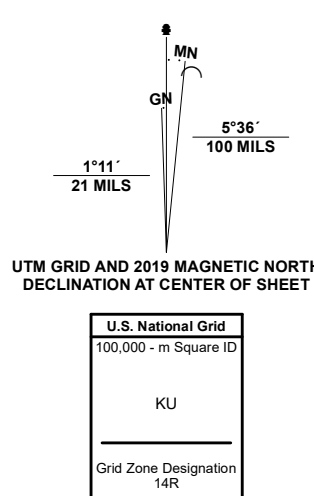 MN
GN
5°36´
100 MILS
1°11´
21 MILS
UTM GRID AND 2019 MAGNETIC NORTH
DECLINATION AT CENTER OF SHEET
U.S. National Grid
100,000 - m Square ID
KU
Grid Zone Designation
14R